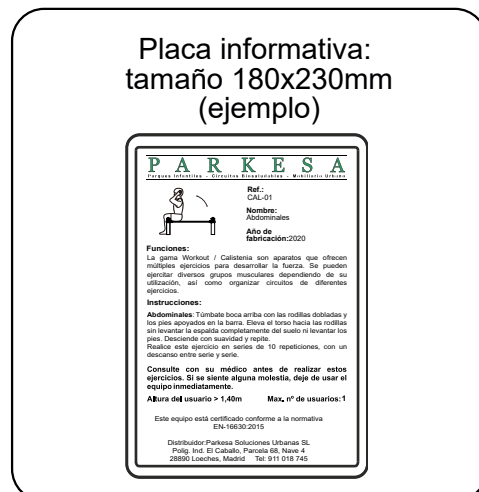 Placa informativa:
tamaño 180x230mm
(ejemplo)
PARKESA
Parques Infantiles - Circuitos Biosaludables - Mobiliario Urbano
Ref.:
CAL-01
Nombre:
Abdominales
Año de
fabricación:2020
Funciones:
La gama Workout / Calistenia son aparatos que ofrecen
múltiples ejercicios para desarrollar la fuerza. Se pueden
ejercitar diversos grupos musculares dependiendo de su
utilización, así como organizar circuitos de diferentes
ejercicios.
Instrucciones:
Abdominales: Túmbate boca arriba con las rodillas dobladas y
los pies apoyados en la barra. Eleva el torso hacia las rodillas
sin levantar la espalda completamente del suelo ni levantar los
pies. Desciende con suavidad y repite.
Realice este ejercicio en series de 10 repeticiones, con un
descanso entre serie y serie.
Consulte con su médico antes de realizar estos
ejercicios. Si se siente alguna molestia, deje de usar el
equipo inmediatamente.
Altura del usuario > 1,40m Max. nº de usuarios:1
Este equipo está certificado conforme a la normativa
EN-16630:2015
Distribuidor:Parkesa Soluciones Urbanas SL
Polig. Ind. El Caballo, Parcela 68, Nave 4
28890 Loeches, Madrid Tel: 911 018 745